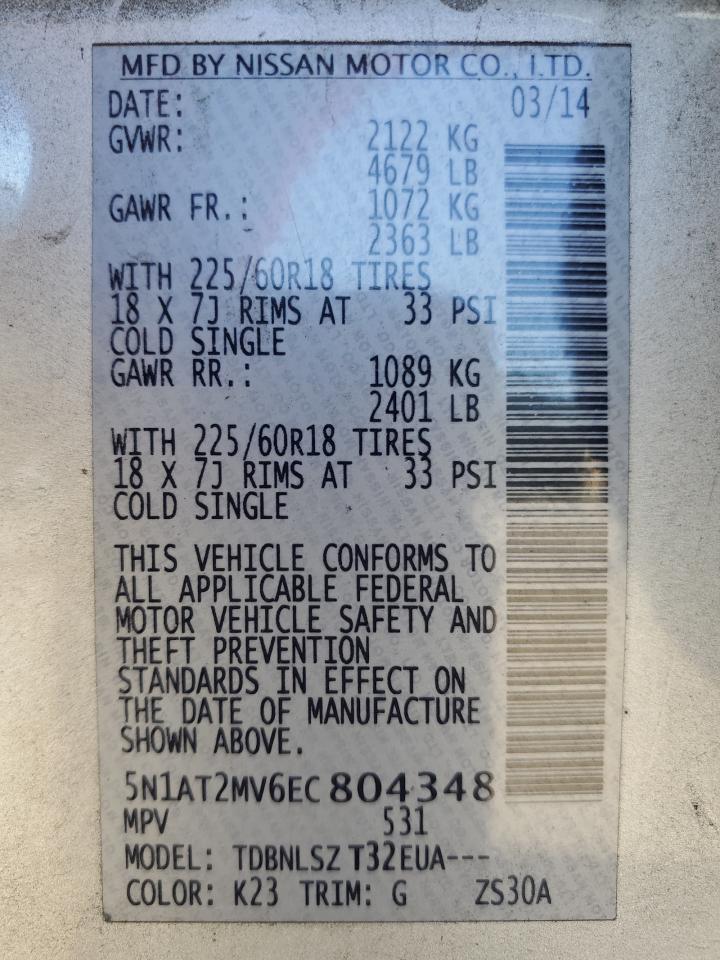 MFD BY NISSAN MOTOR CO., LTD.
DATE: 03/14
GVWR: 2122 KG
4679 LB
GAWR FR.: 1072 KG
2363 LB
WITH 225/60R18 TIRES
18 X 7J RIMS AT 33 PSI
COLD SINGLE
GAWR RR.: 1089 KG
2401 LB
WITH 225/60R18 TIRES
18 X 7J RIMS AT 33 PSI
COLD SINGLE
THIS VEHICLE CONFORMS TO
ALL APPLICABLE FEDERAL
MOTOR VEHICLE SAFETY AND
THEFT PREVENTION
STANDARDS IN EFFECT ON
THE DATE OF MANUFACTURE
SHOWN ABOVE.
5N1AT2MV6EC804348
MPV 531
MODEL: TDBNLSZ T32EUA---
COLOR: K23 TRIM: G ZS30A